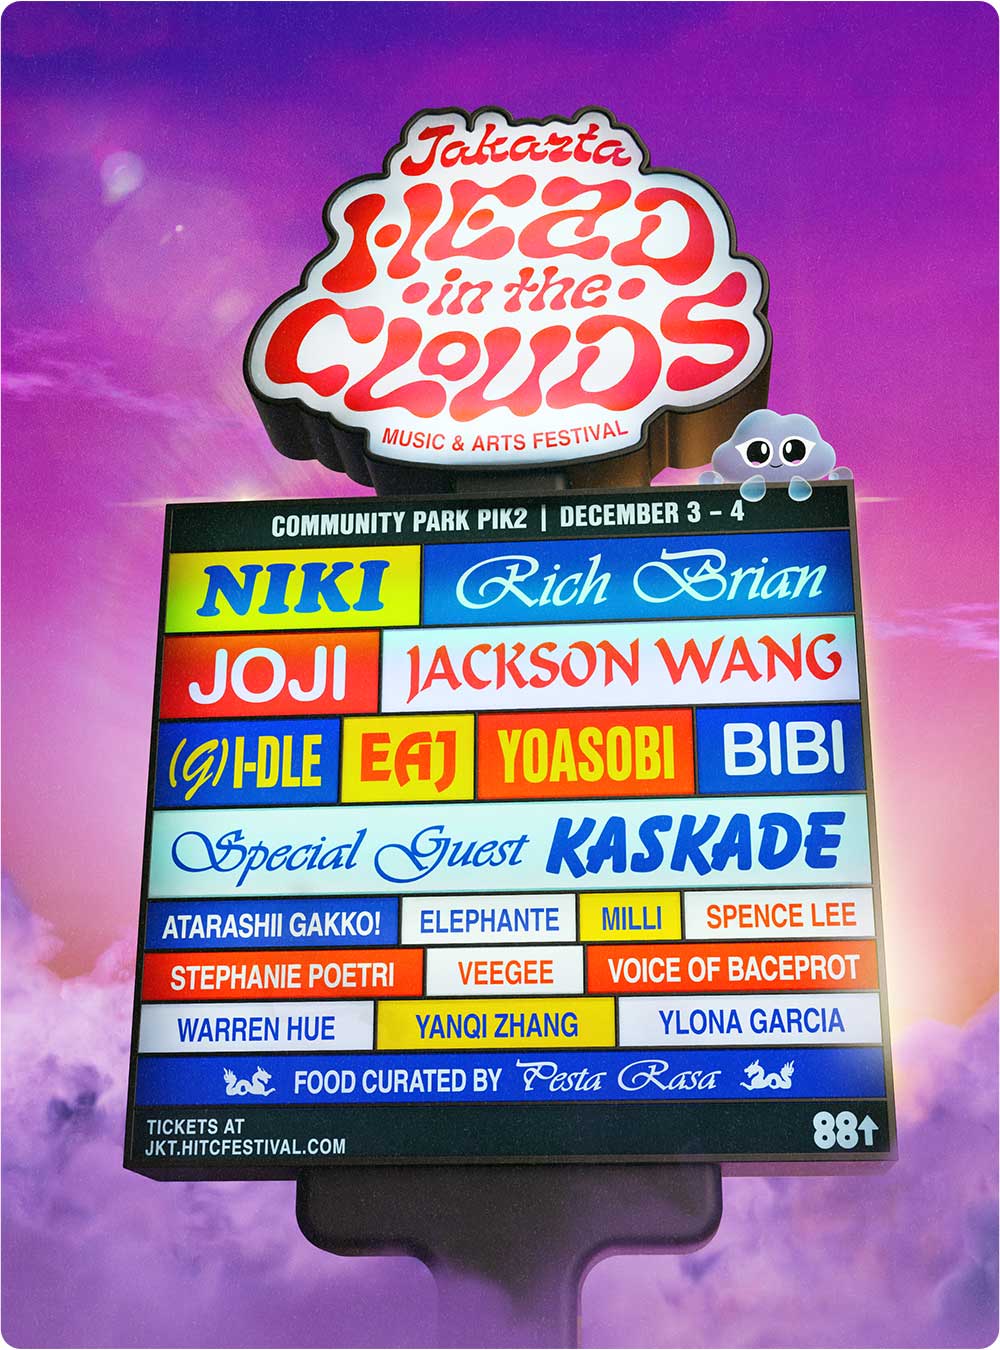 Jakarta
HEAD
·in the·
CLOUDS
MUSIC & ARTS FESTIVAL
COMMUNITY PARK PIK2 | DECEMBER 3 – 4
NIKI Rich Brian
JOJI JACKSON WANG
(G)I-DLE EAJ YOASOBI BIBI
Special Guest KASKADE
ATARASHII GAKKO! ELEPHANTE MILLI SPENCE LEE
STEPHANIE POETRI VEEGEE VOICE OF BACEPROT
WARREN HUE YANQI ZHANG YLONA GARCIA
FOOD CURATED BY Pesta Rasa
TICKETS AT
JKT.HITCFESTIVAL.COM
88↑